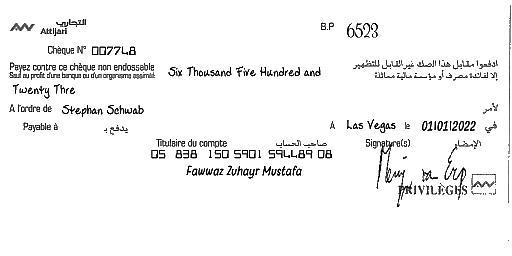 التجاري
Attijari
B.P 6523
Chèque N° 007748
Payez contre ce chèque non endossable
Sauf au profit d'une banque ou d'un organisme assimilé
Six Thousand Five Hundred and
ادفعوا مقابل هذا الصك غير القابل للتظهير
إلا لفائدة مصرف أو مؤسسة مالية مماثلة
Twenty Thre
A l'ordre de Stephan Schwab لأمر
Payable à يدفع بـ
A Las Vegas le 01/01/2022 في
Titulaire du compte صاحب الحساب
Signature(s) الإمضاء
05 838 150 5901 594489 08
Fawwaz Zuhayr Mustafa
PRIVILÈGES